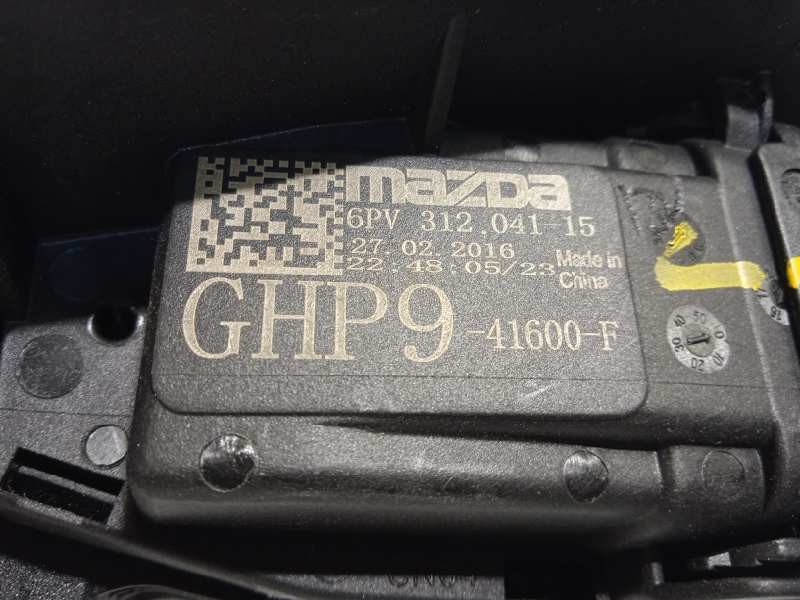 mazda
6PV 312.041-15
27.02.2016
22:48:05/23
Made in
China
GHP9 -41600-F